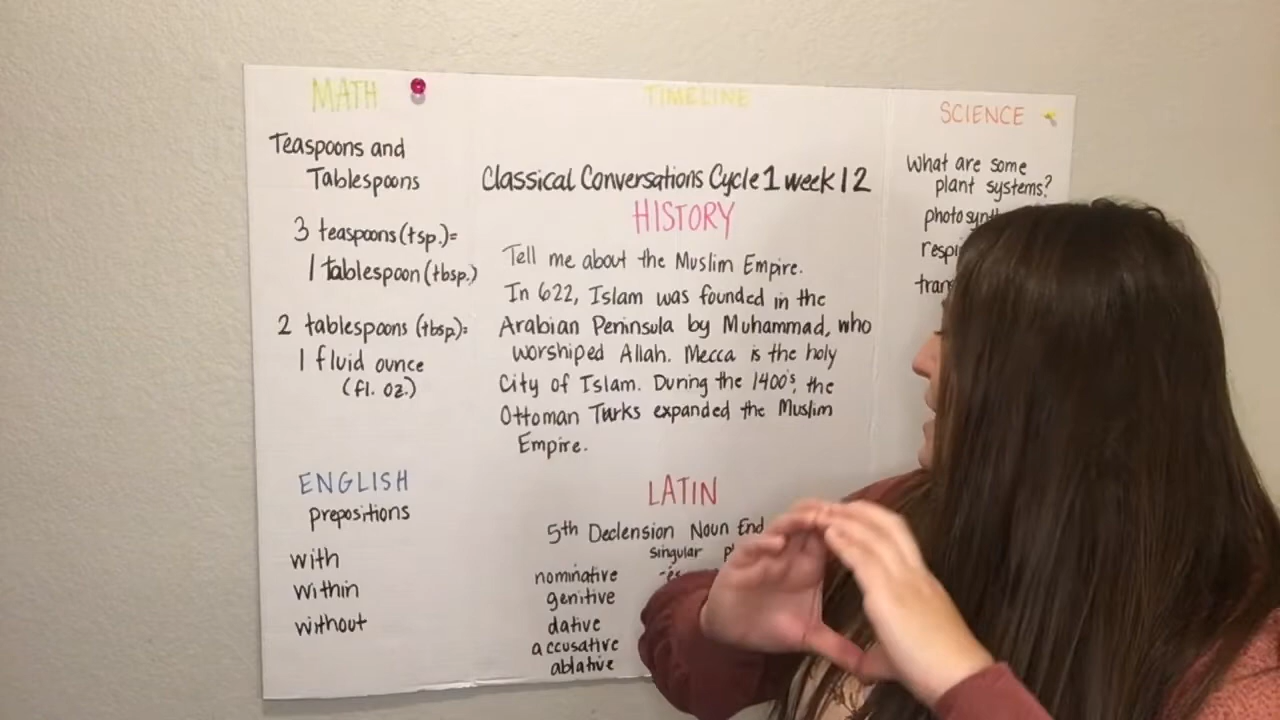 MATH
Teaspoons and
Tablespoons
3 teaspoons (tsp.)=
1 tablespoon (tbsp.)
2 tablespoons (tbsp.)=
1 fluid ounce
(fl. oz.)
ENGLISH
prepositions
with
within
without
TIMELINE
Classical Conversations Cycle 1 week 12
HISTORY
Tell me about the Muslim Empire.
In 622, Islam was founded in the
Arabian Peninsula by Muhammad, who
worshiped Allah. Mecca is the holy
City of Islam. During the 1400's, the
Ottoman Turks expanded the Muslim
Empire.
LATIN
5th Declension Noun End
singular
nominative
genitive
dative
accusative
ablative
SCIENCE
What are some
plant systems?